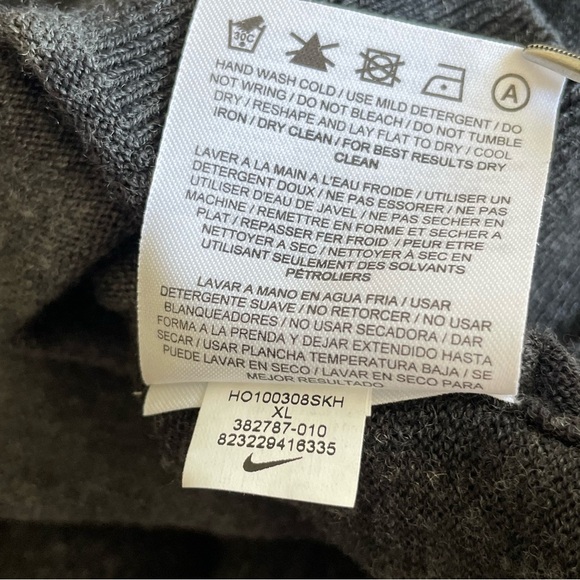 30C
A
HAND WASH COLD / USE MILD DETERGENT / DO
NOT WRING / DO NOT BLEACH / DO NOT TUMBLE
DRY / RESHAPE AND LAY FLAT TO DRY / COOL
IRON / DRY CLEAN / FOR BEST RESULTS DRY
CLEAN
LAVER A LA MAIN A L'EAU FROIDE / UTILISER UN
DETERGENT DOUX / NE PAS ESSORER / NE PAS
UTILISER D'EAU DE JAVEL / NE PAS SECHER EN
MACHINE / REMETTRE EN FORME ET SECHER A
PLAT / REPASSER FER FROID / PEUR ETRE
NETTOYER A SEC / NETTOYER A SEC EN
UTILISANT SEULEMENT DES SOLVANTS
PÉTROLIERS
LAVAR A MANO EN AGUA FRIA / USAR
DETERGENTE SUAVE / NO RETORCER / NO USAR
BLANQUEADORES / NO USAR SECADORA / DAR
FORMA A LA PRENDA Y DEJAR EXTENDIDO HASTA
SECAR / USAR PLANCHA TEMPERATURA BAJA / SE
PUEDE LAVAR EN SECO / LAVAR EN SECO PARA
MEJOR RESULTADO
HO100308SKH
XL
382787-010
823229416335